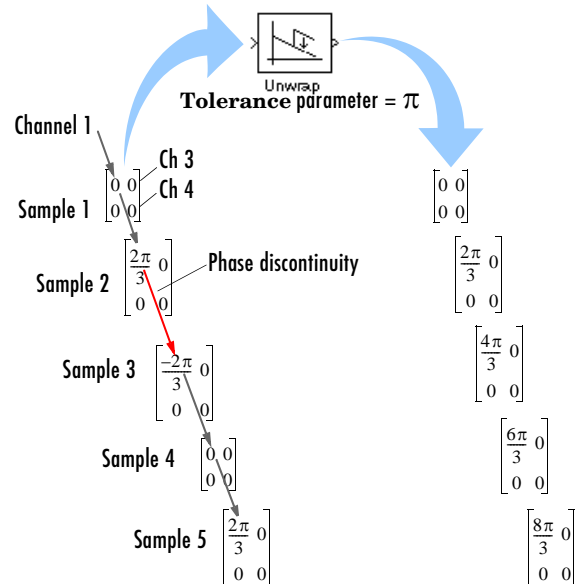 Unwrap
Tolerance parameter = π
Channel 1
Ch 3
0 0
0 0
Ch 4
Sample 1
0 0
0 0
Sample 2
2π/3 0
0 0
Phase discontinuity
2π/3 0
0 0
Sample 3
-2π/3 0
0 0
4π/3 0
0 0
Sample 4
0 0
0 0
6π/3 0
0 0
Sample 5
2π/3 0
0 0
8π/3 0
0 0